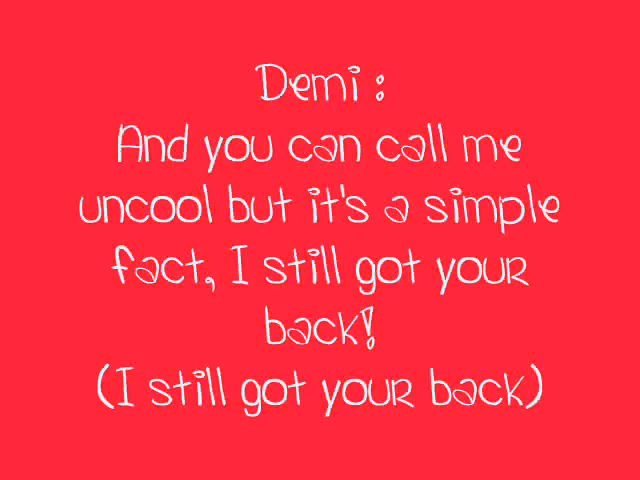 Demi :
And you can call me
uncool but it's a simple
fact, I still got your
back!
(I still got your back)